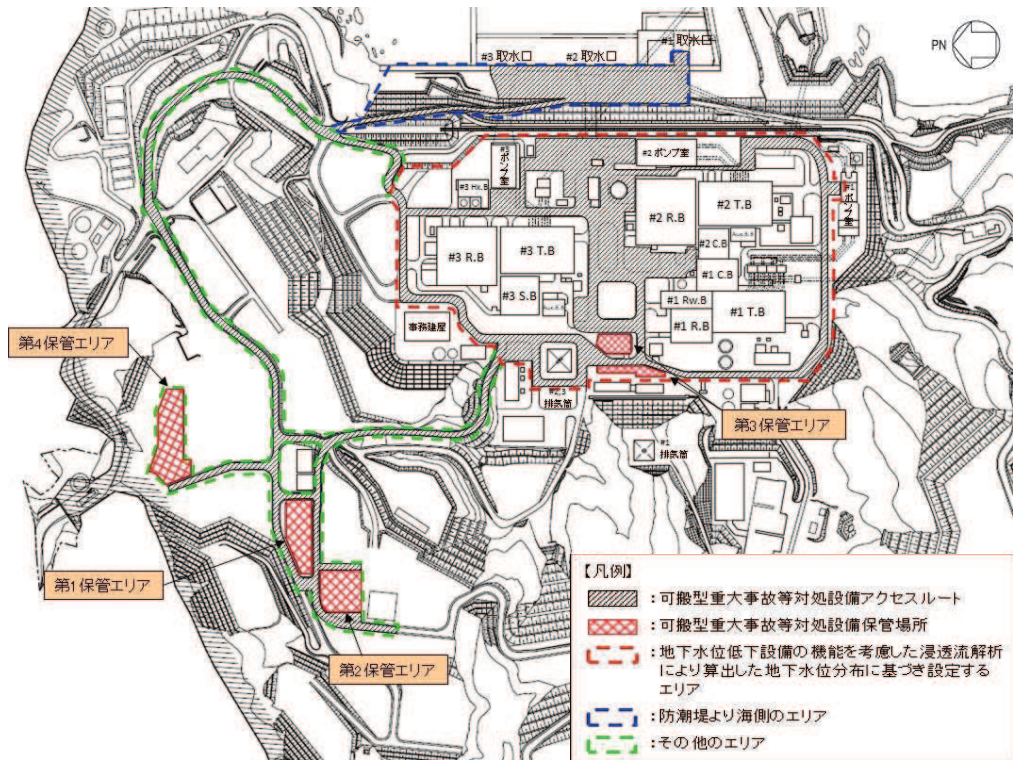 PN
#1 取水口
#3 取水口
#2 取水口
#3 ポンプ室
#2 ポンプ室
#1 ポンプ室
#3 Hx.B
#2 R.B
#2 T.B
#2 C.B
#3 R.B
#3 T.B
#1 C.B
#3 S.B
#1 Rw.B
#1 T.B
#1 R.B
事務建屋
第4保管エリア
#2,3
排気筒
第3保管エリア
#1
排気筒
第1保管エリア
第2保管エリア
【凡例】
：可搬型重大事故等対処設備アクセスルート
：可搬型重大事故等対処設備保管場所
：地下水位低下設備の機能を考慮した浸透流解析
により算出した地下水位分布に基づき設定する
エリア
：防潮堤より海側のエリア
：その他のエリア